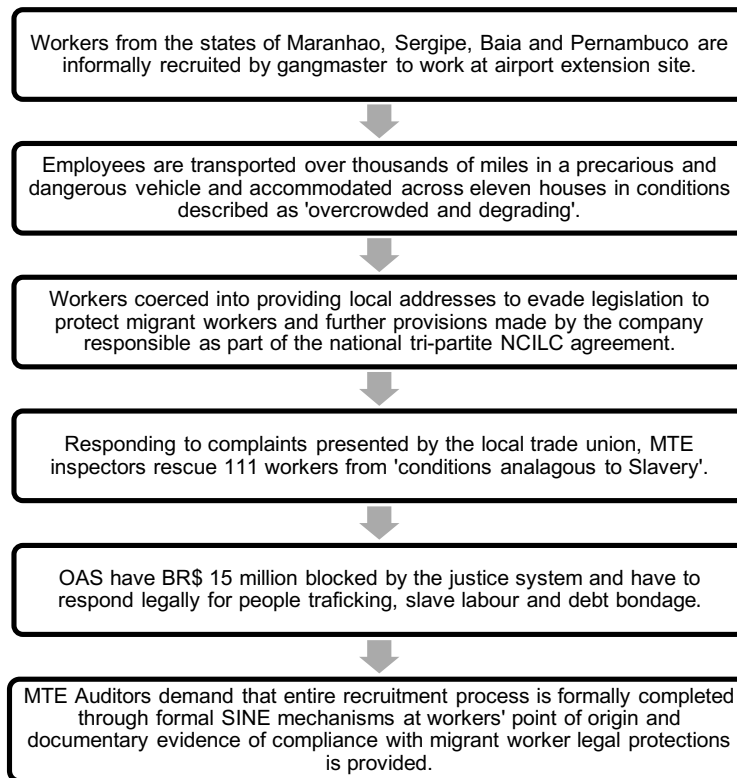 Workers from the states of Maranhao, Sergipe, Baia and Pernambuco are
informally recruited by gangmaster to work at airport extension site.
Employees are transported over thousands of miles in a precarious and
dangerous vehicle and accommodated across eleven houses in conditions
described as 'overcrowded and degrading'.
Workers coerced into providing local addresses to evade legislation to
protect migrant workers and further provisions made by the company
responsible as part of the national tri-partite NCILC agreement.
Responding to complaints presented by the local trade union, MTE
inspectors rescue 111 workers from 'conditions analagous to Slavery'.
OAS have BR$ 15 million blocked by the justice system and have to
respond legally for people traficking, slave labour and debt bondage.
MTE Auditors demand that entire recruitment process is formally completed
through formal SINE mechanisms at workers' point of origin and
documentary evidence of compliance with migrant worker legal protections
is provided.